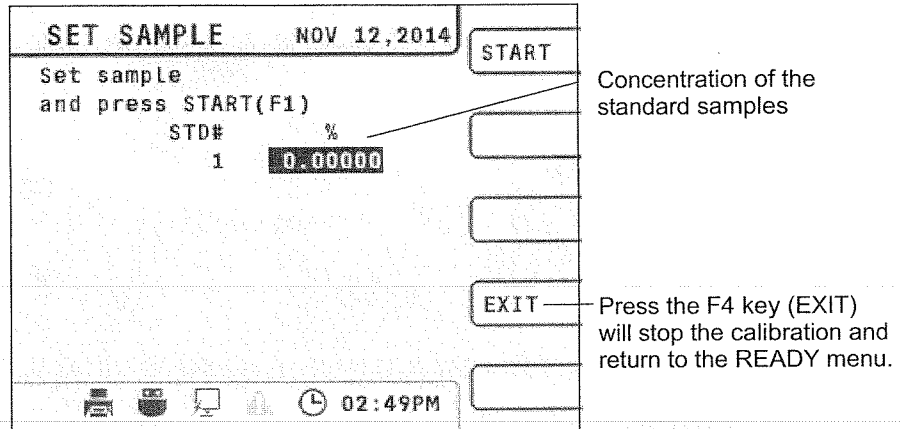 SET SAMPLE NOV 12,2014
START
Set sample
and press START(F1)
STD# %
1 0.00000
Concentration of the
standard samples
EXIT
Press the F4 key (EXIT)
will stop the calibration and
return to the READY menu.
02:49PM